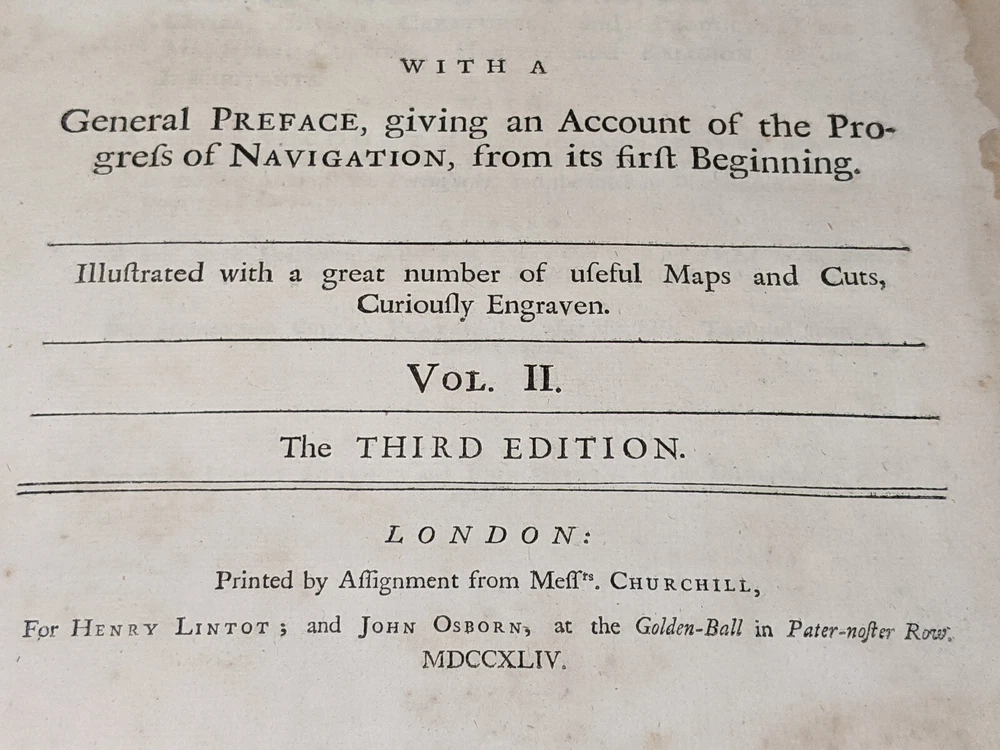 WITH A
General PREFACE, giving an Account of the Pro-
greſs of NAVIGATION, from its firſt Beginning.
Illuſtrated with a great number of uſeful Maps and Cuts,
Curiouſly Engraven.
VOL. II.
The THIRD EDITION.
LONDON:
Printed by Aſſignment from Meſſrs. CHURCHILL,
For HENRY LINTOT; and JOHN OSBORN, at the Golden-Ball in Pater-noſter Row.
MDCCXLIV.